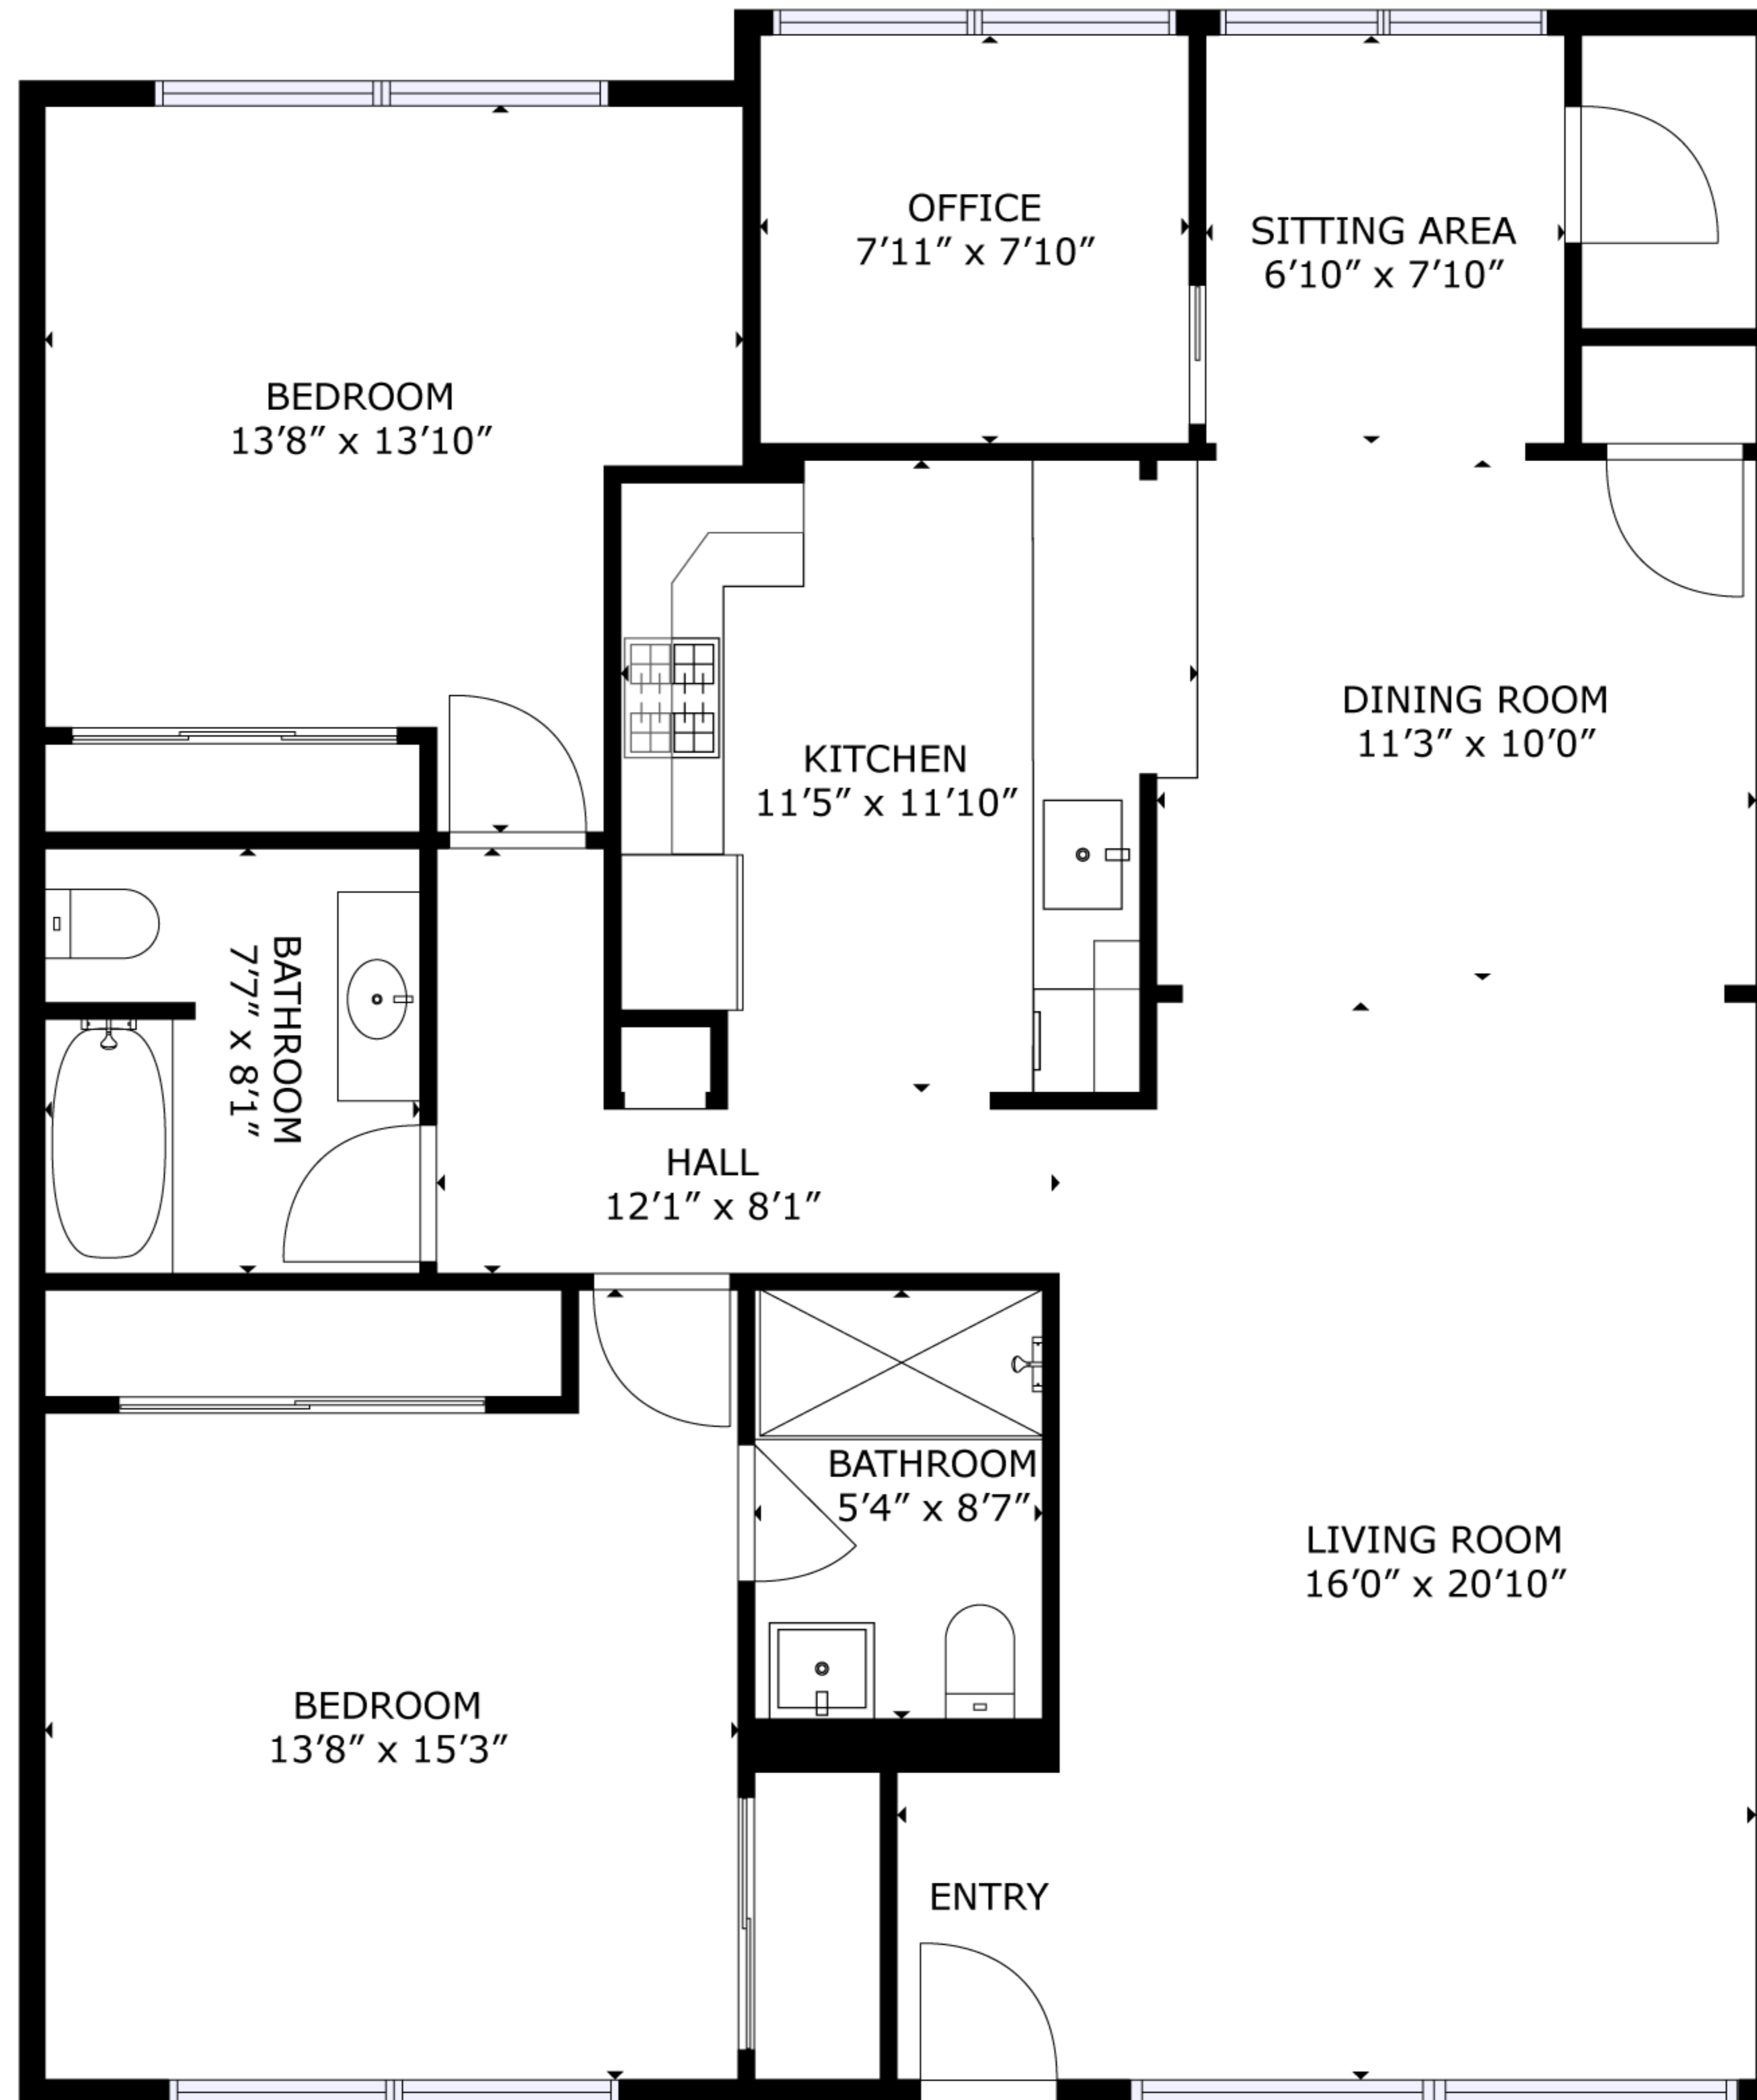 OFFICE
7'11" x 7'10"
SITTING AREA
6'10" x 7'10"
BEDROOM
13'8" x 13'10"
DINING ROOM
11'3" x 10'0"
KITCHEN
11'5" x 11'10"
BATHROOM
7'7" x 8'1"
HALL
12'1" x 8'1"
BATHROOM
5'4" x 8'7"
LIVING ROOM
16'0" x 20'10"
BEDROOM
13'8" x 15'3"
ENTRY